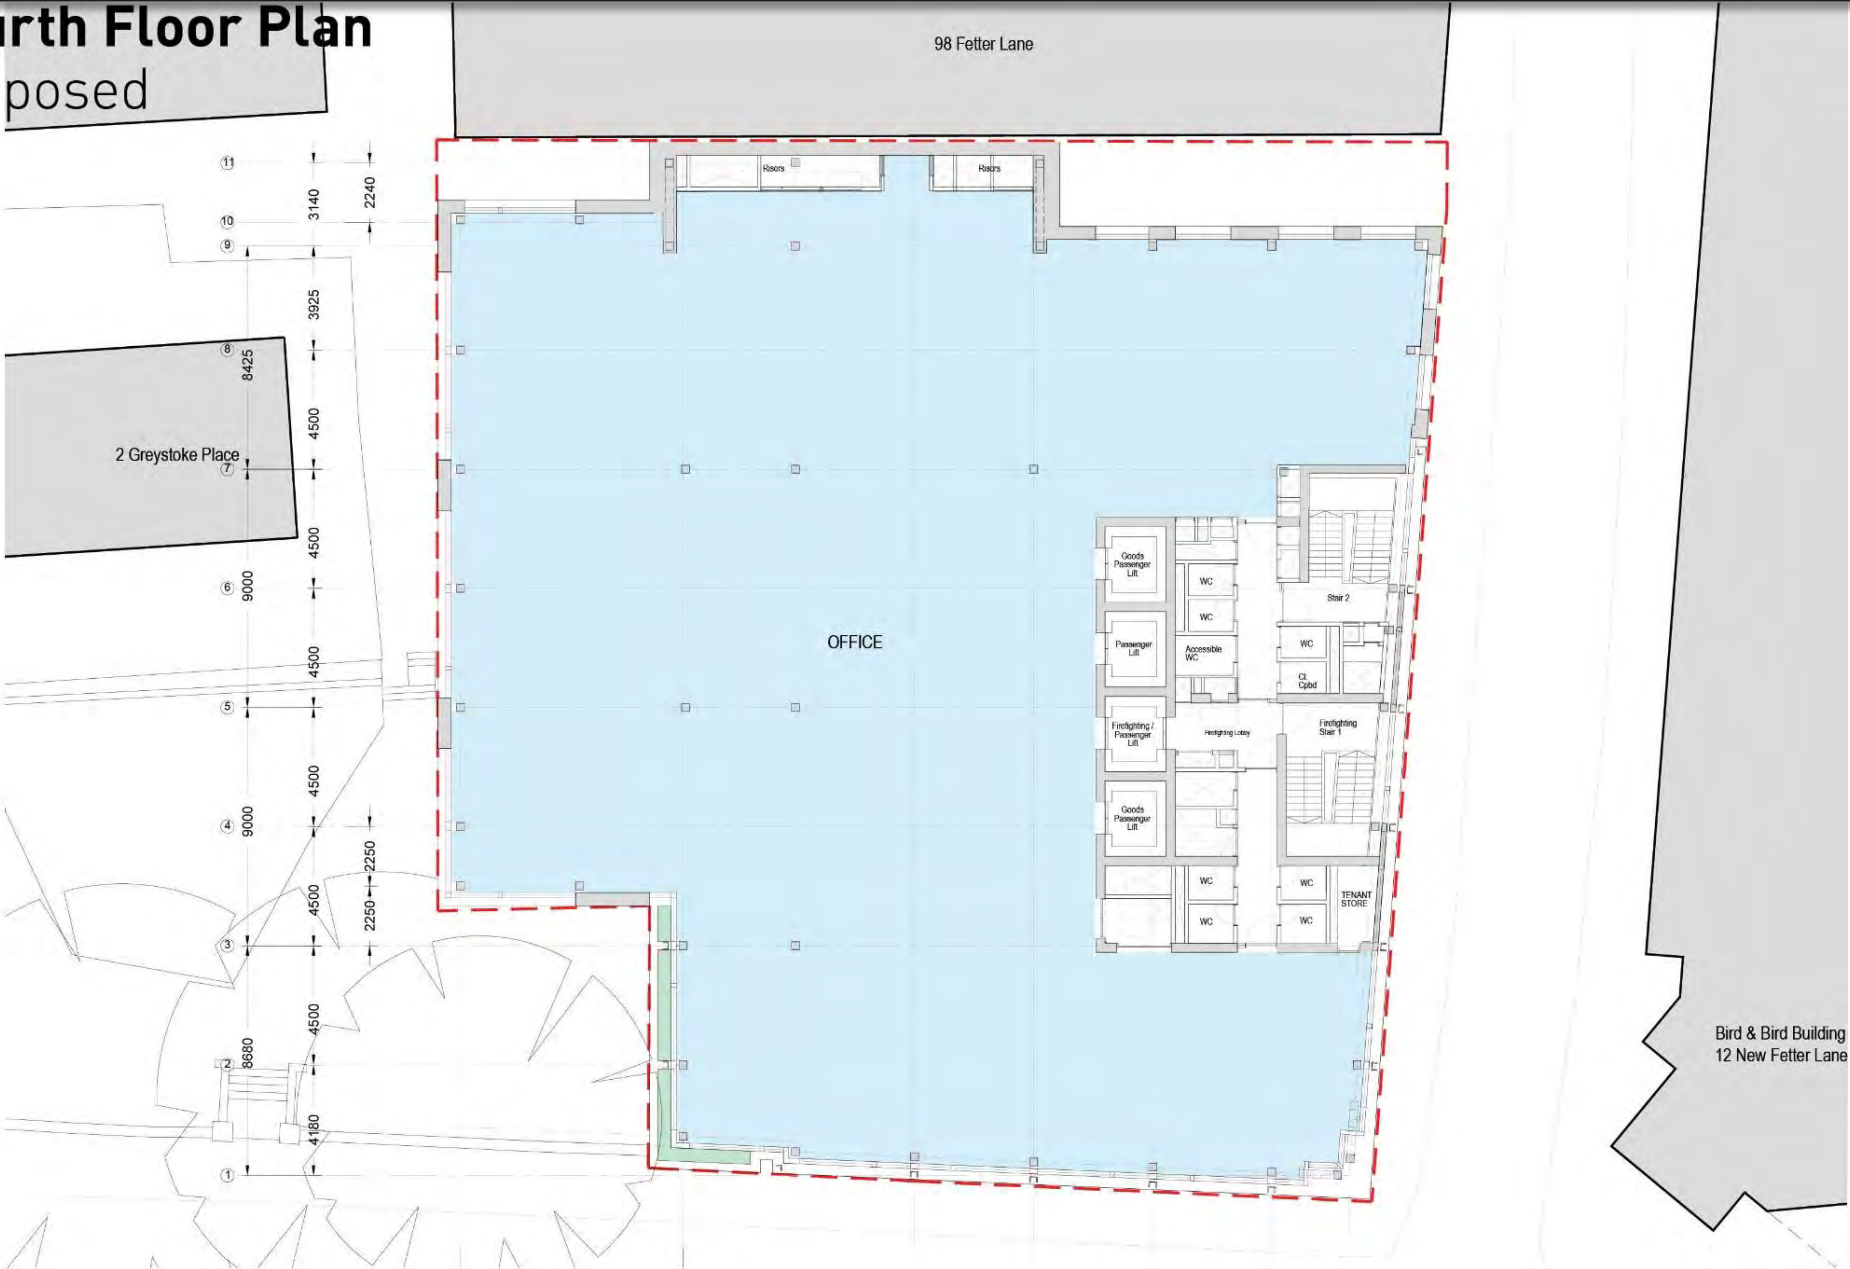 urth Floor Plan
posed
98 Fetter Lane
11
3140
2240
Risers
Risers
10
9
3925
8
8425
4500
2 Greystoke Place
7
4500
6
9000
4500
5
4500
4
9000
2250
4500
2250
3
4500
2
8680
4180
1
OFFICE
Goods
Passenger
Lift
WC
WC
Stair 2
Passenger
Lift
Accessible
WC
WC
CL
Cpbd
Firefighting /
Passenger
Lift
Firefighting Lobby
Firefighting
Stair 1
Goods
Passenger
Lift
WC
WC
TENANT
STORE
WC
WC
Bird & Bird Building
12 New Fetter Lane